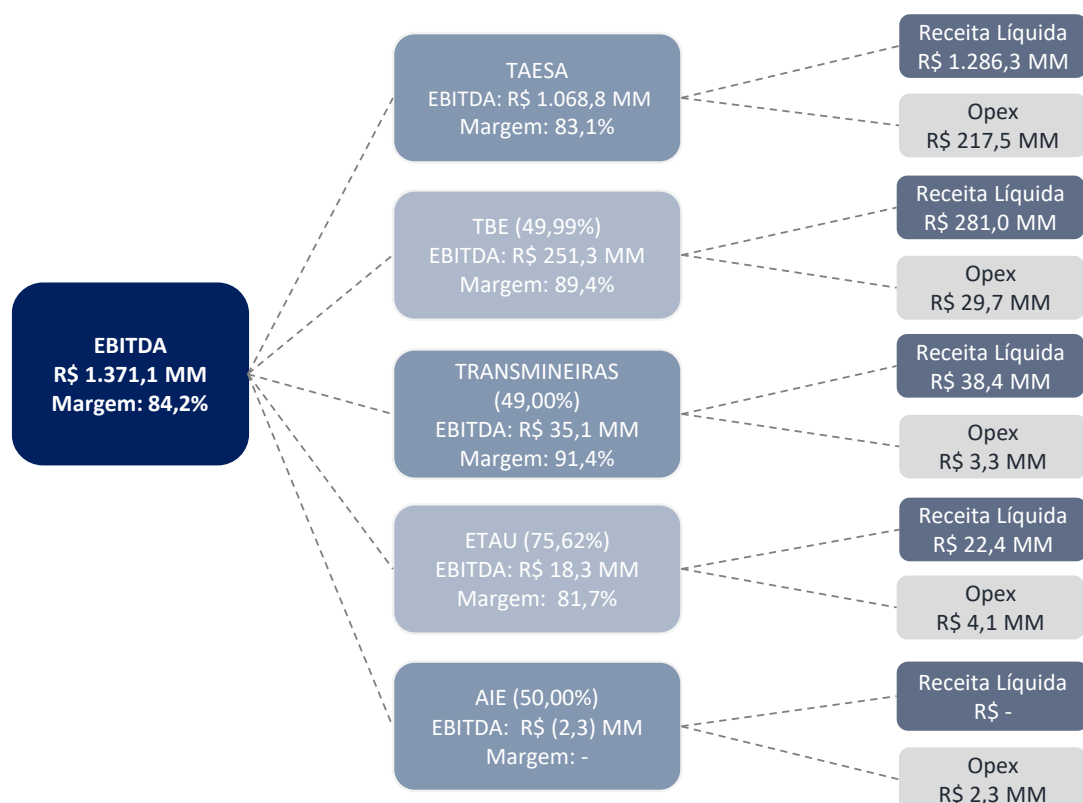 EBITDA
R$ 1.371,1 MM
Margem: 84,2%
TAESA
EBITDA: R$ 1.068,8 MM
Margem: 83,1%
Receita Líquida
R$ 1.286,3 MM
Opex
R$ 217,5 MM
TBE (49,99%)
EBITDA: R$ 251,3 MM
Margem: 89,4%
Receita Líquida
R$ 281,0 MM
Opex
R$ 29,7 MM
TRANSMINEIRAS
(49,00%)
EBITDA: R$ 35,1 MM
Margem: 91,4%
Receita Líquida
R$ 38,4 MM
Opex
R$ 3,3 MM
ETAU (75,62%)
EBITDA: R$ 18,3 MM
Margem: 81,7%
Receita Líquida
R$ 22,4 MM
Opex
R$ 4,1 MM
AIE (50,00%)
EBITDA: R$ (2,3) MM
Margem: -
Receita Líquida
R$ -
Opex
R$ 2,3 MM